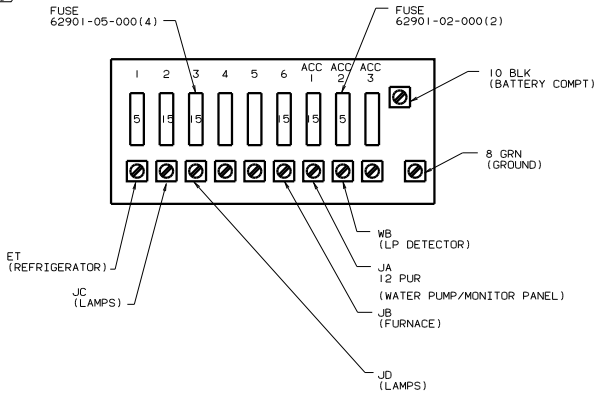 FUSE
62901-05-000(4)
FUSE
62901-02-000(2)
1 2 3 4 5 6 ACC 1 ACC 2 ACC 3
10 BLK
(BATTERY COMPT)
5 15 15 15 15 5
8 GRN
(GROUND)
WB
(LP DETECTOR)
ET
(REFRIGERATOR)
JA
12 PUR
(WATER PUMP/MONITOR PANEL)
JC
(LAMPS)
JB
(FURNACE)
JD
(LAMPS)